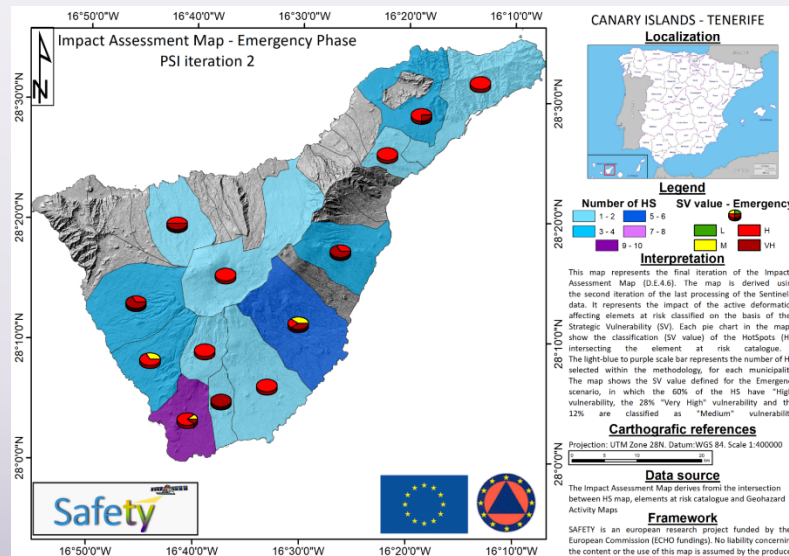 16°50'0"W 16°40'0"W 16°30'0"W 16°20'0"W 16°10'0"W
Impact Assessment Map - Emergency Phase
PSI iteration 2
N
28°30'0"N
28°20'0"N
28°10'0"N
28°0'0"N
28°30'0"N
28°20'0"N
28°10'0"N
28°0'0"N
Safety
16°50'0"W 16°40'0"W 16°30'0"W 16°20'0"W 16°10'0"W
CANARY ISLANDS - TENERIFE
Localization
Legend
Number of HS
1 - 2 5 - 6
3 - 4 7 - 8
9 - 10
SV value - Emergency
L H
M VH
Interpretation
This map represents the final iteration of the Impact
Assessment Map (D.E.4.6). The map is derived usin
the second iteration of the last processing of the Sentinel
data. It represents the impact of the active deformatio
affecting elemets at risk classified on the basis of the
Strategic Vulnerability (SV). Each pie chart in the map
show the classification (SV value) of the HotSpots (H
intersecting the element at risk catalogue.
The light-blue to purple scale bar represents the number of H
selected within the methodology, for each municipalit
The map shows the SV value defined for the Emergen
scenario, in which the 60% of the HS have "High
vulnerability, the 28% "Very High" vulnerability and th
12% are classified as "Medium" vulnerabilit
Carthografic references
Projection: UTM Zone 28N. Datum:WGS 84. Scale 1:400000
0 5 10 20
Data source
The Impact Assessment Map derives from the intersection
between HS map, elements at risk catalogue and Geohazard
Activity Maps
Framework
SAFETY is an european research project funded by the
European Commission (ECHO fundings). No liability concernin
the content or the use of this map is assumed by the produc